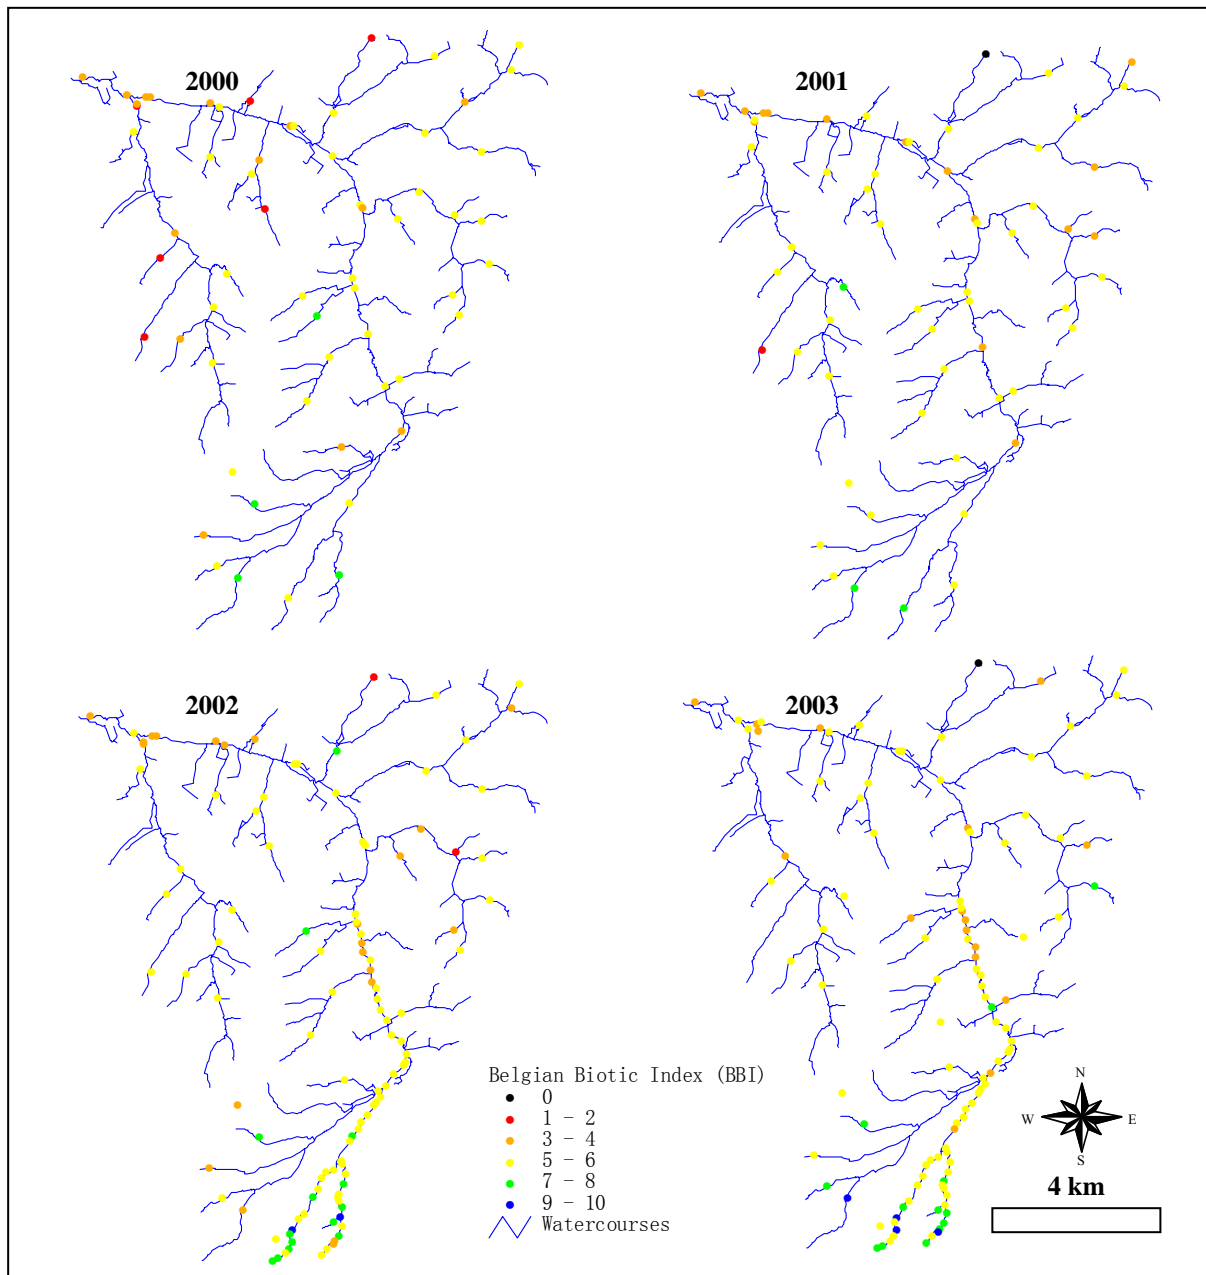 2000
2001
2002
2003
Belgian Biotic Index (BBI)
0
1 - 2
3 - 4
5 - 6
7 - 8
9 - 10
Watercourses
N
W E
S
4 km